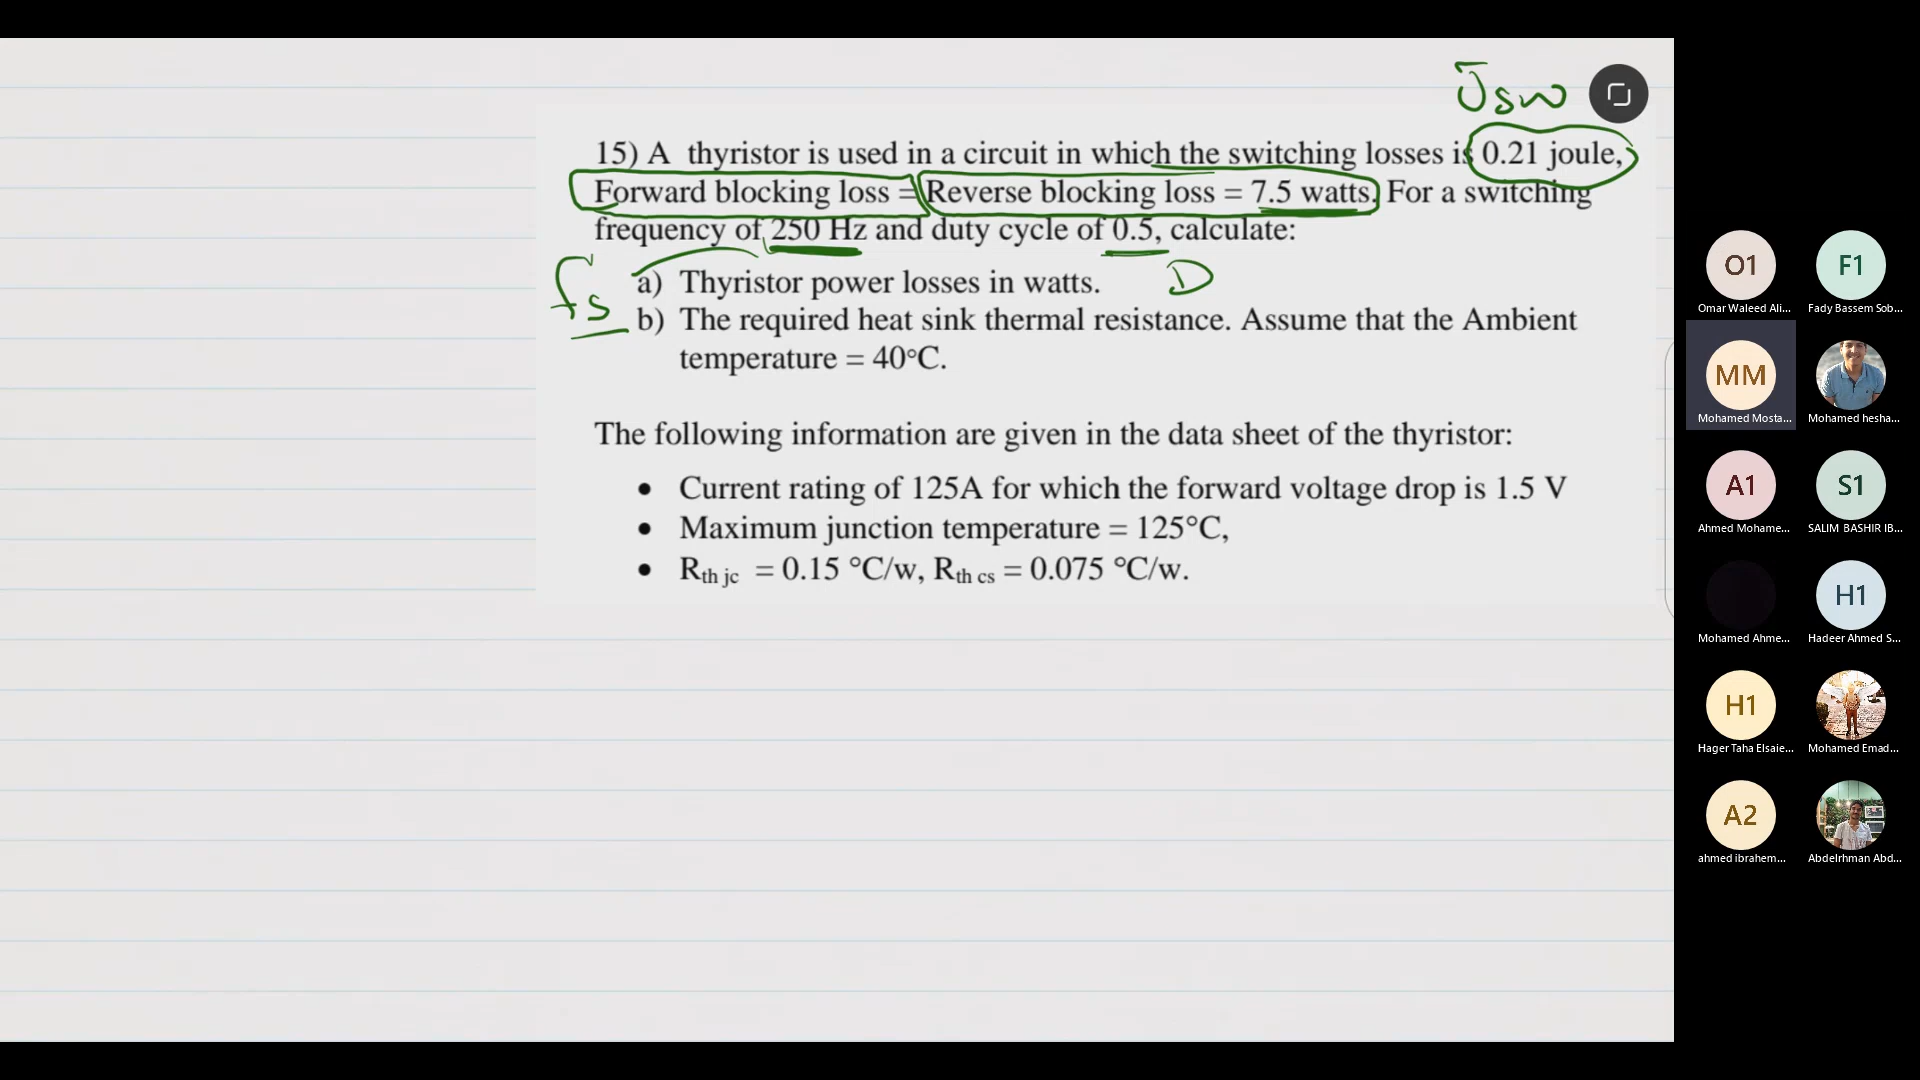 Jsw
15) A thyristor is used in a circuit in which the switching losses is 0.21 joule,
Forward blocking loss = Reverse blocking loss = 7.5 watts. For a switching
frequency of 250 Hz and duty cycle of 0.5, calculate:
fs
D
a) Thyristor power losses in watts.
b) The required heat sink thermal resistance. Assume that the Ambient
temperature = 40°C.
The following information are given in the data sheet of the thyristor:
• Current rating of 125A for which the forward voltage drop is 1.5 V
• Maximum junction temperature = 125°C,
• Rth jc = 0.15 °C/w, Rth cs = 0.075 °C/w.
O1
Omar Waleed Ali...
F1
Fady Bassem Sob...
MM
Mohamed Mosta...
Mohamed hesha...
A1
Ahmed Mohame...
S1
SALIM BASHIR IB...
Mohamed Ahme...
H1
Hadeer Ahmed S...
H1
Hager Taha Elsaie...
Mohamed Emad...
A2
ahmed ibrahem...
Abdelrhman Abd...